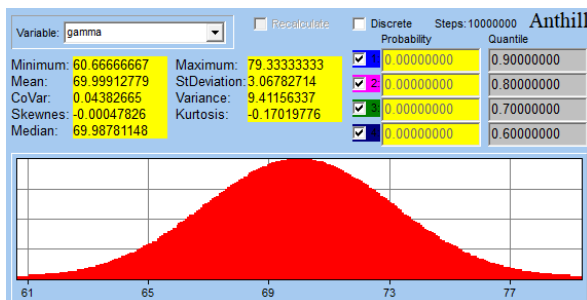 Variable: gamma Recalculate Discrete Steps:10000000 Anthill
Probability Quantile
Minimum: 60.66666667 Maximum: 79.33333333 1 0.00000000 0.90000000
Mean: 69.99912779 StDeviation: 3.06782714 2 0.00000000 0.80000000
CoVar: 0.04382665 Variance: 9.41156337 3 0.00000000 0.70000000
Skewnes: -0.00047826 Kurtosis: -0.17019776 4 0.00000000 0.60000000
Median: 69.98781148
61 65 69 73 77